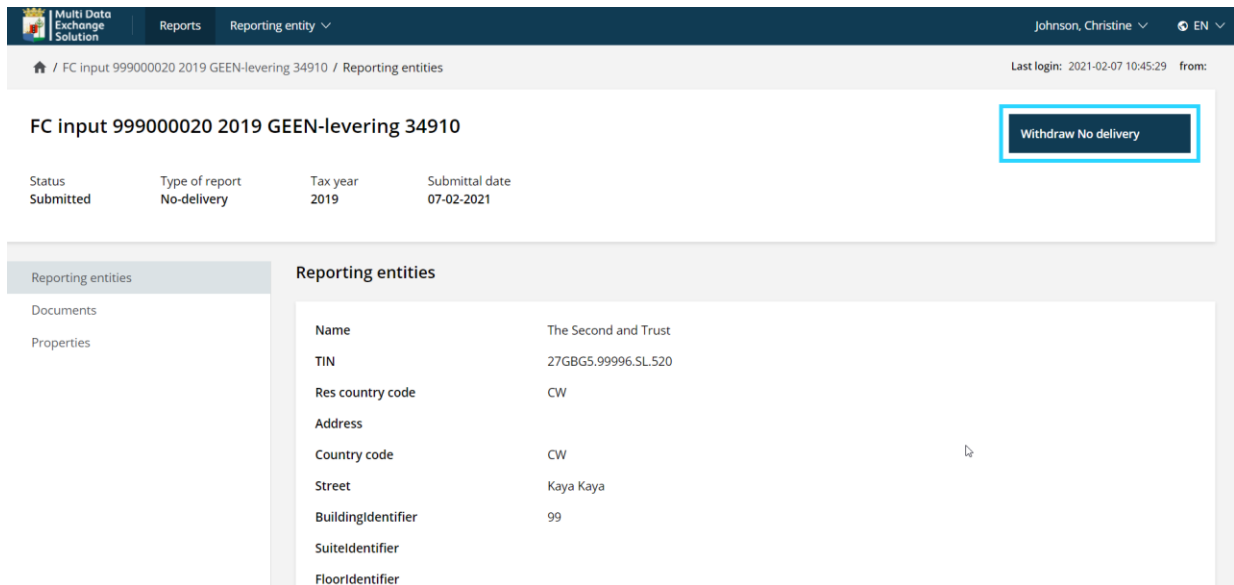 Multi Data
Exchange
Solution
Reports
Reporting entity
Johnson, Christine
EN
/ FC input 999000020 2019 GEEN-levering 34910 / Reporting entities
Last login: 2021-02-07 10:45:29 from:
FC input 999000020 2019 GEEN-levering 34910
Withdraw No delivery
Status Type of report Tax year Submittal date
Submitted No-delivery 2019 07-02-2021
Reporting entities
Documents
Properties
Reporting entities
Name The Second and Trust
TIN 27GBG5.99996.SL.520
Res country code CW
Address
Country code CW
Street Kaya Kaya
BuildingIdentifier 99
SuiteIdentifier
FloorIdentifier